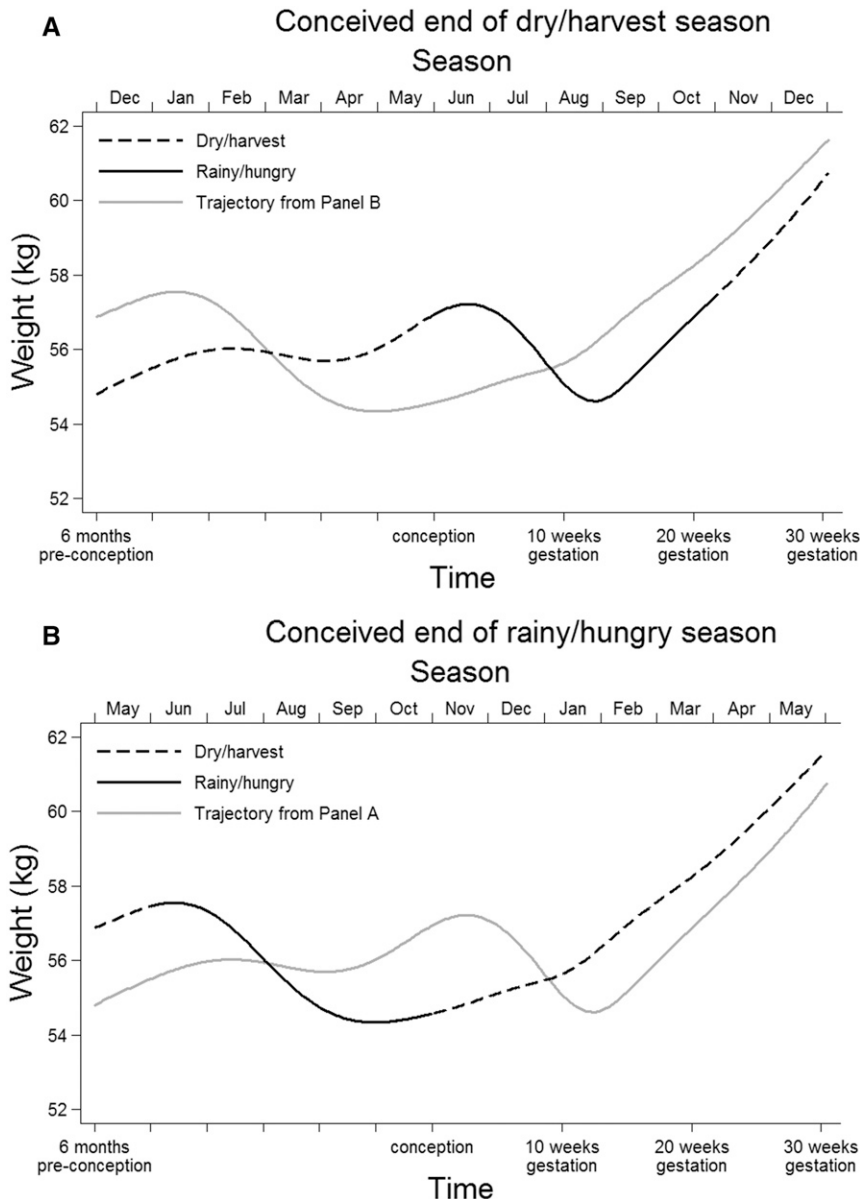 A
Conceived end of dry/harvest season
Season
Dec Jan Feb Mar Apr May Jun Jul Aug Sep Oct Nov Dec
62
60
58
56
54
52
Weight (kg)
Dry/harvest
Rainy/hungry
Trajectory from Panel B
6 months conception 10 weeks 20 weeks 30 weeks
pre-conception gestation gestation gestation
Time
B
Conceived end of rainy/hungry season
Season
May Jun Jul Aug Sep Oct Nov Dec Jan Feb Mar Apr May
62
60
58
56
54
52
Weight (kg)
Dry/harvest
Rainy/hungry
Trajectory from Panel A
6 months conception 10 weeks 20 weeks 30 weeks
pre-conception gestation gestation gestation
Time